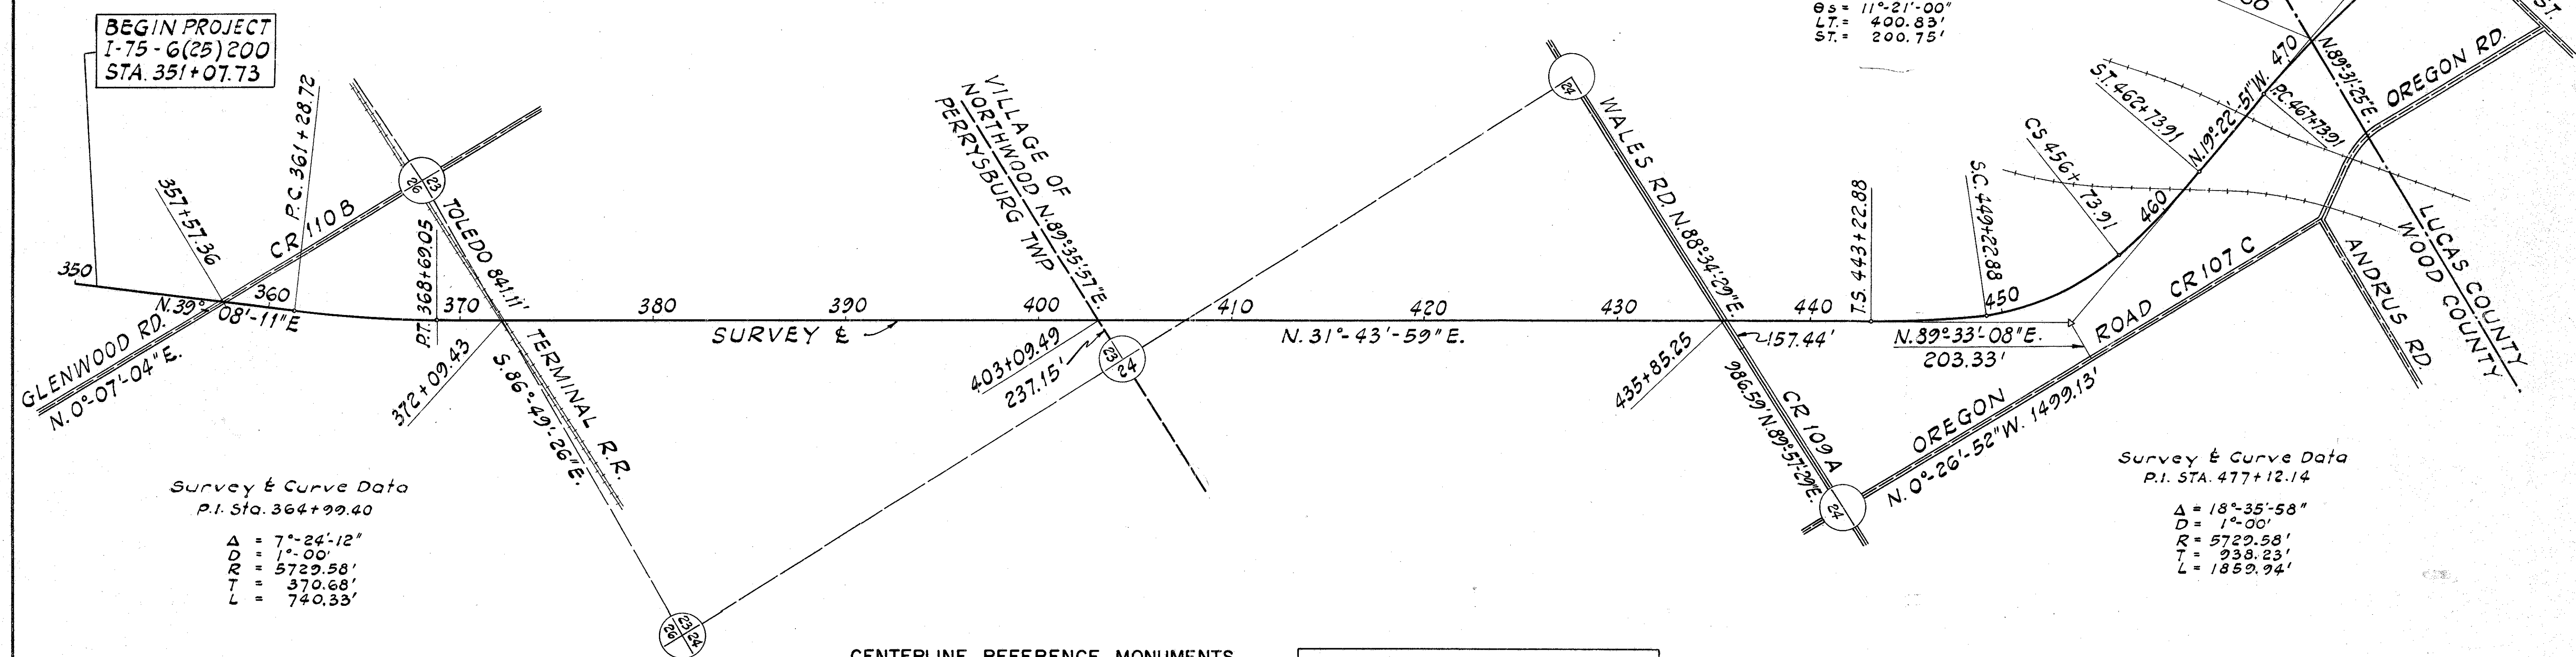 BEGIN PROJECT
I-75-6(25)200
STA. 351+07.73
350
357+57.36
N.39°-08'-11"E
GLENWOOD RD.
N.0°-07'-04"E.
CR 110 B
360
P.C. 361+28.72
26
23
TOLEDO 841.11'
TERMINAL R.R.
S.86°-49'-26"E.
P.T. 368+69.05
370
372+09.43
380
SURVEY ℄
390
400
VILLAGE OF
NORTHWOOD N.89°-35'-57"E.
PERRYSBURG TWP
403+09.49
237.15'
23
24
410
420
N.31°-43'-59"E.
430
24
WALES RD. N.88°-34'-29"E.
435+85.25
157.44'
986.59' N.89°-57'-29"E.
CR 109 A
24
440
T.S. 443+22.88
S.C. 449+22.88
450
N.89°-33'-08"E.
203.33'
CS 456+73.91
460
S.T. 462+73.91
N.19°-22'-51"W.
P.C. 467+73.91
470
N.89°-31'-25"E.
OREGON RD.
ST.
OREGON ROAD CR 107 C
N.0°-26'-52"W. 1499.13'
ANDRUS RD.
LUCAS COUNTY
WOOD COUNTY
θs = 11°-21'-00"
LT. = 400.83'
ST. = 200.75'
Survey ℄ Curve Data
P.I. Sta. 364+99.40
Δ = 7°-24'-12"
D = 1°-00'
R = 5729.58'
T = 370.68'
L = 740.33'
26
23
24
Survey ℄ Curve Data
P.I. STA. 477+12.14
Δ = 18°-35'-58"
D = 1°-00'
R = 5729.58'
T = 938.23'
L = 1859.94'
CENTERLINE REFERENCE MONUMENTS